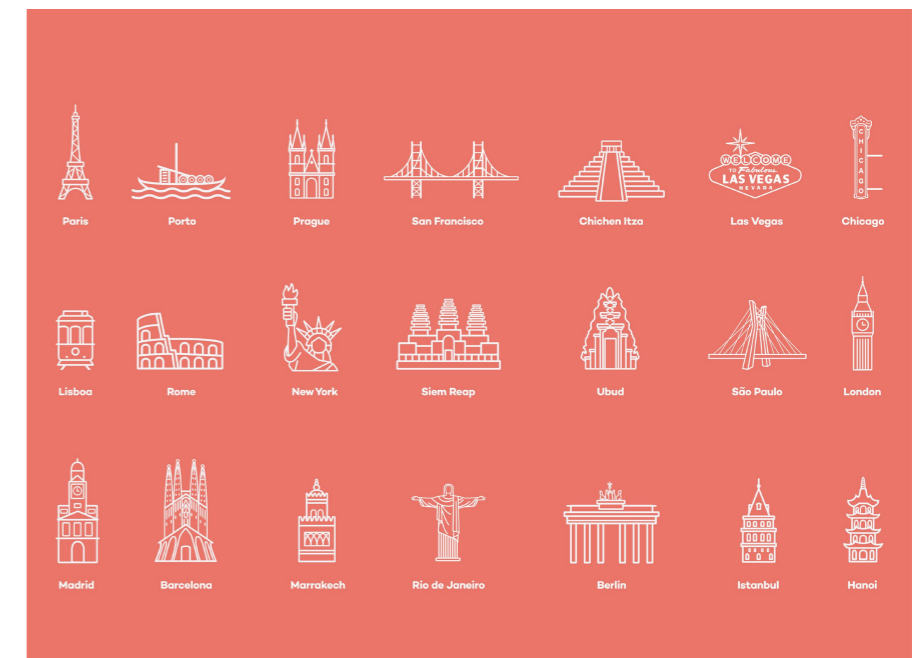 WELCOME
TO Fabulous
LAS VEGAS
NEVADA
CHICAGO
Paris
Porto
Prague
San Francisco
Chichen Itza
Las Vegas
Chicago
Lisboa
Rome
New York
Siem Reap
Ubud
São Paulo
London
Madrid
Barcelona
Marrakech
Rio de Janeiro
Berlin
Istanbul
Hanoi